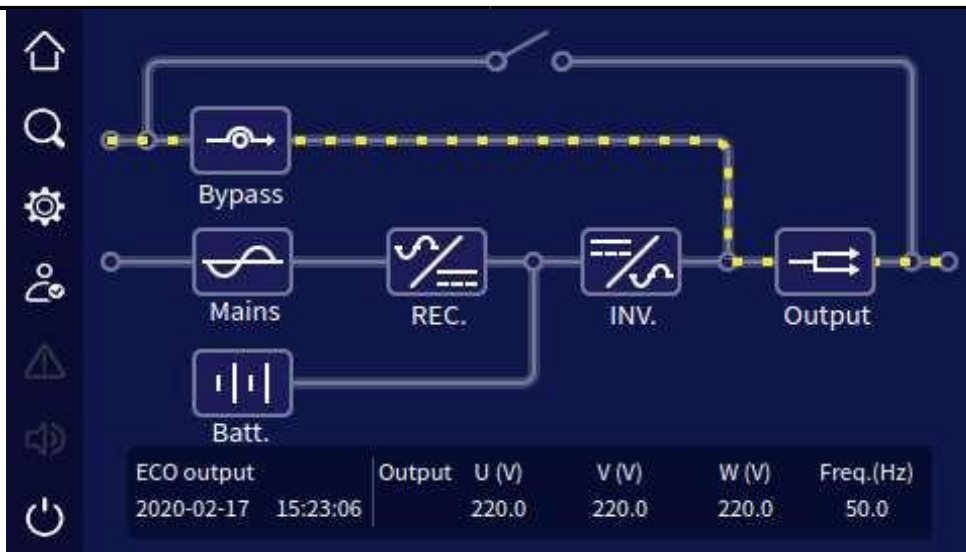 Bypass
Mains
REC.
INV.
Output
Batt.
ECO output Output U (V) V (V) W (V) Freq.(Hz)
2020-02-17 15:23:06 220.0 220.0 220.0 50.0